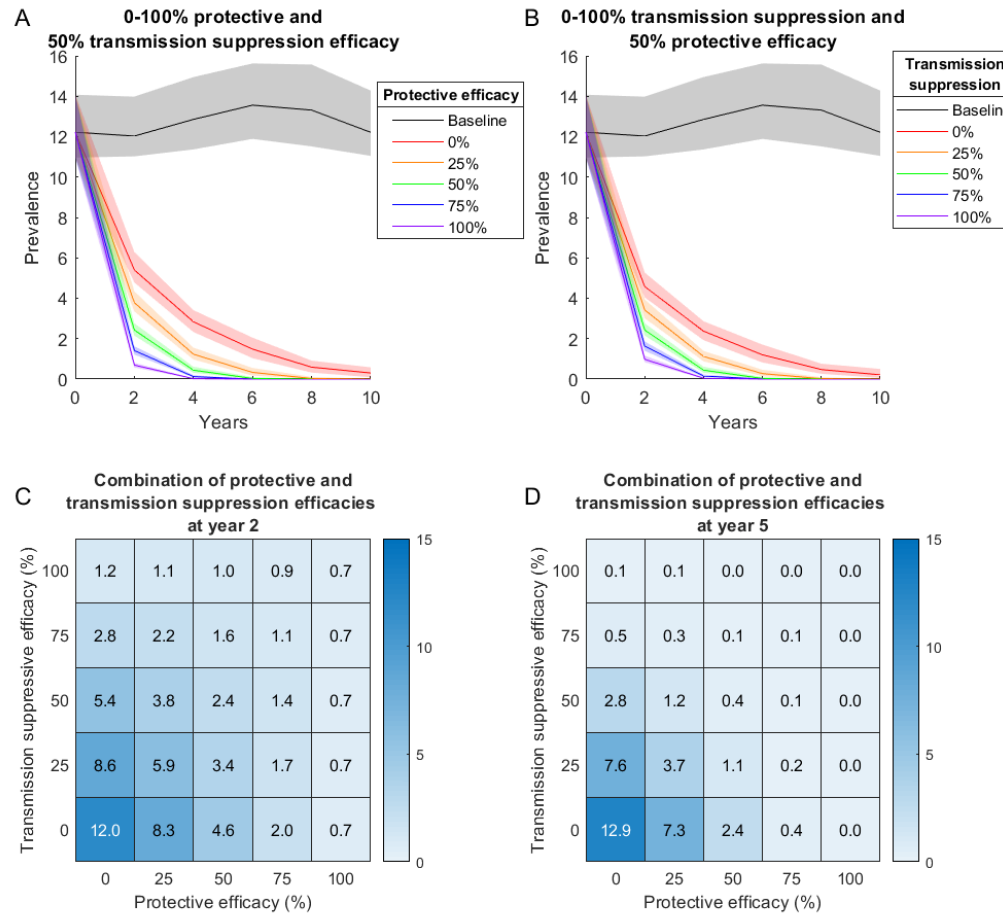 A
0-100% protective and
50% transmission suppression efficacy
16
14
12
10
8
6
4
2
0
Prevalence
0 2 4 6 8 10
Years
Protective efficacy
Baseline
0%
25%
50%
75%
100%
B
0-100% transmission suppression and
50% protective efficacy
16
14
12
10
8
6
4
2
0
Prevalence
0 2 4 6 8 10
Years
Transmission
suppression
Baseline
0%
25%
50%
75%
100%
C
Combination of protective and
transmission suppression efficacies
at year 2
Transmission suppressive efficacy (%)
100 1.2 1.1 1.0 0.9 0.7
75 2.8 2.2 1.6 1.1 0.7
50 5.4 3.8 2.4 1.4 0.7
25 8.6 5.9 3.4 1.7 0.7
0 12.0 8.3 4.6 2.0 0.7
0 25 50 75 100
Protective efficacy (%)
15
10
5
0
D
Combination of protective and
transmission suppression efficacies
at year 5
Transmission suppressive efficacy (%)
100 0.1 0.1 0.0 0.0 0.0
75 0.5 0.3 0.1 0.1 0.0
50 2.8 1.2 0.4 0.1 0.0
25 7.6 3.7 1.1 0.2 0.0
0 12.9 7.3 2.4 0.4 0.0
0 25 50 75 100
Protective efficacy (%)
15
10
5
0